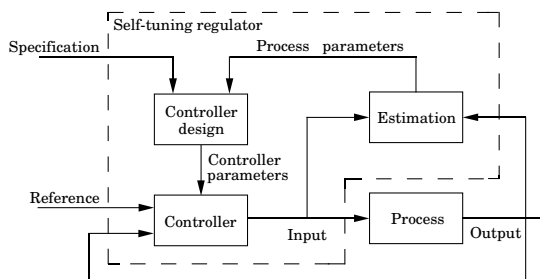 Self-tuning regulator
Specification
Process parameters
Controller
design
Estimation
Controller
parameters
Reference
Controller
Process
Input
Output